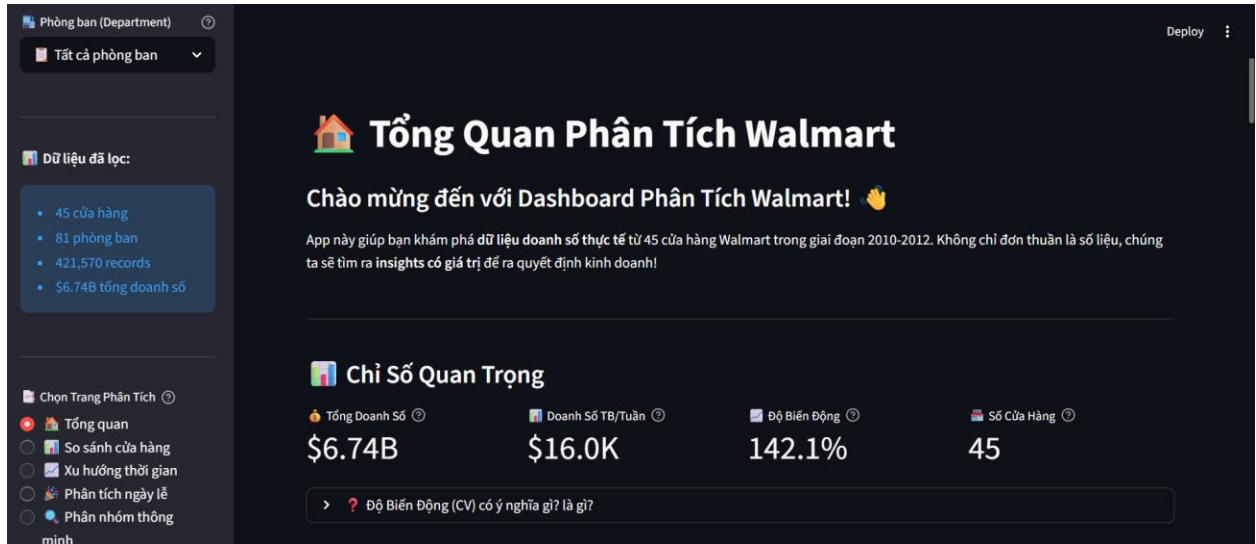 Phòng ban (Department)
Tất cả phòng ban
Dữ liệu đã lọc:
45 cửa hàng
81 phòng ban
421,570 records
$6.74B tổng doanh số
Chọn Trang Phân Tích
Tổng quan
So sánh cửa hàng
Xu hướng thời gian
Phân tích ngày lễ
Phân nhóm thông
minh
Deploy
Tổng Quan Phân Tích Walmart
Chào mừng đến với Dashboard Phân Tích Walmart!
App này giúp bạn khám phá dữ liệu doanh số thực tế từ 45 cửa hàng Walmart trong giai đoạn 2010-2012. Không chỉ đơn thuần là số liệu, chúng
ta sẽ tìm ra insights có giá trị để ra quyết định kinh doanh!
Chỉ Số Quan Trọng
Tổng Doanh Số
$6.74B
Doanh Số TB/Tuần
$16.0K
Độ Biến Động
142.1%
Số Cửa Hàng
45
Độ Biến Động (CV) có ý nghĩa gì? là gì?